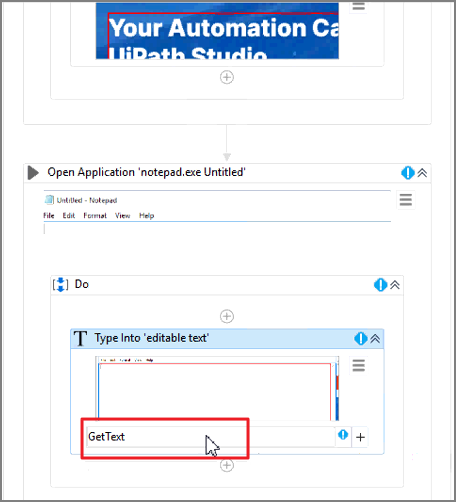 Your Automation Ca
UiPath Studio
Open Application 'notepad.exe Untitled'
Untitled - Notepad
File Edit Format View Help
Do
Type Into 'editable text'
GetText